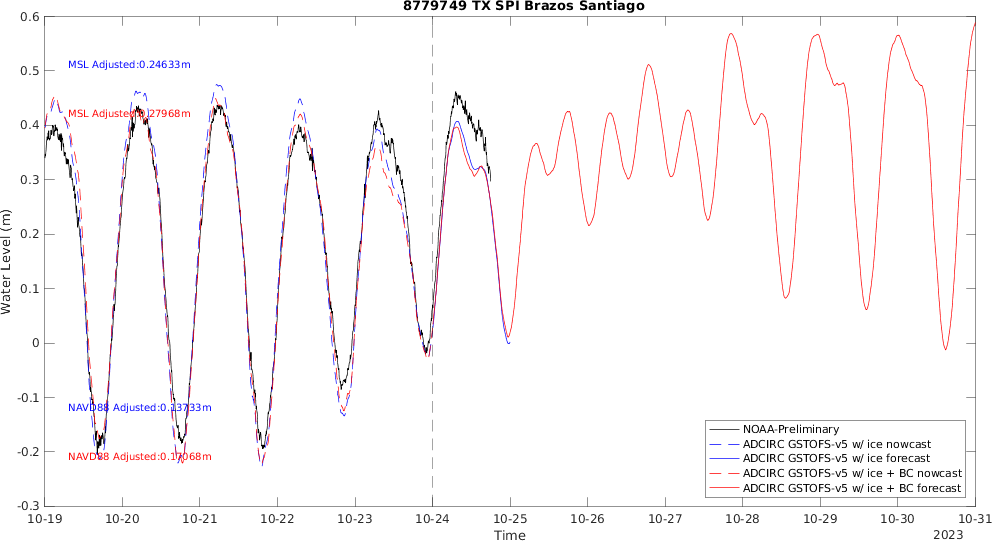 8779749 TX SPI Brazos Santiago
Water Level (m)
0.6
0.5
0.4
0.3
0.2
0.1
0
-0.1
-0.2
-0.3
MSL Adjusted:0.24633m
MSL Adjusted:0.27968m
NAVD88 Adjusted:0.13733m
NAVD88 Adjusted:0.17068m
NOAA-Preliminary
ADCIRC GSTOFS-v5 w/ ice nowcast
ADCIRC GSTOFS-v5 w/ ice forecast
ADCIRC GSTOFS-v5 w/ ice + BC nowcast
ADCIRC GSTOFS-v5 w/ ice + BC forecast
10-19 10-20 10-21 10-22 10-23 10-24 10-25 10-26 10-27 10-28 10-29 10-30 10-31
Time
2023